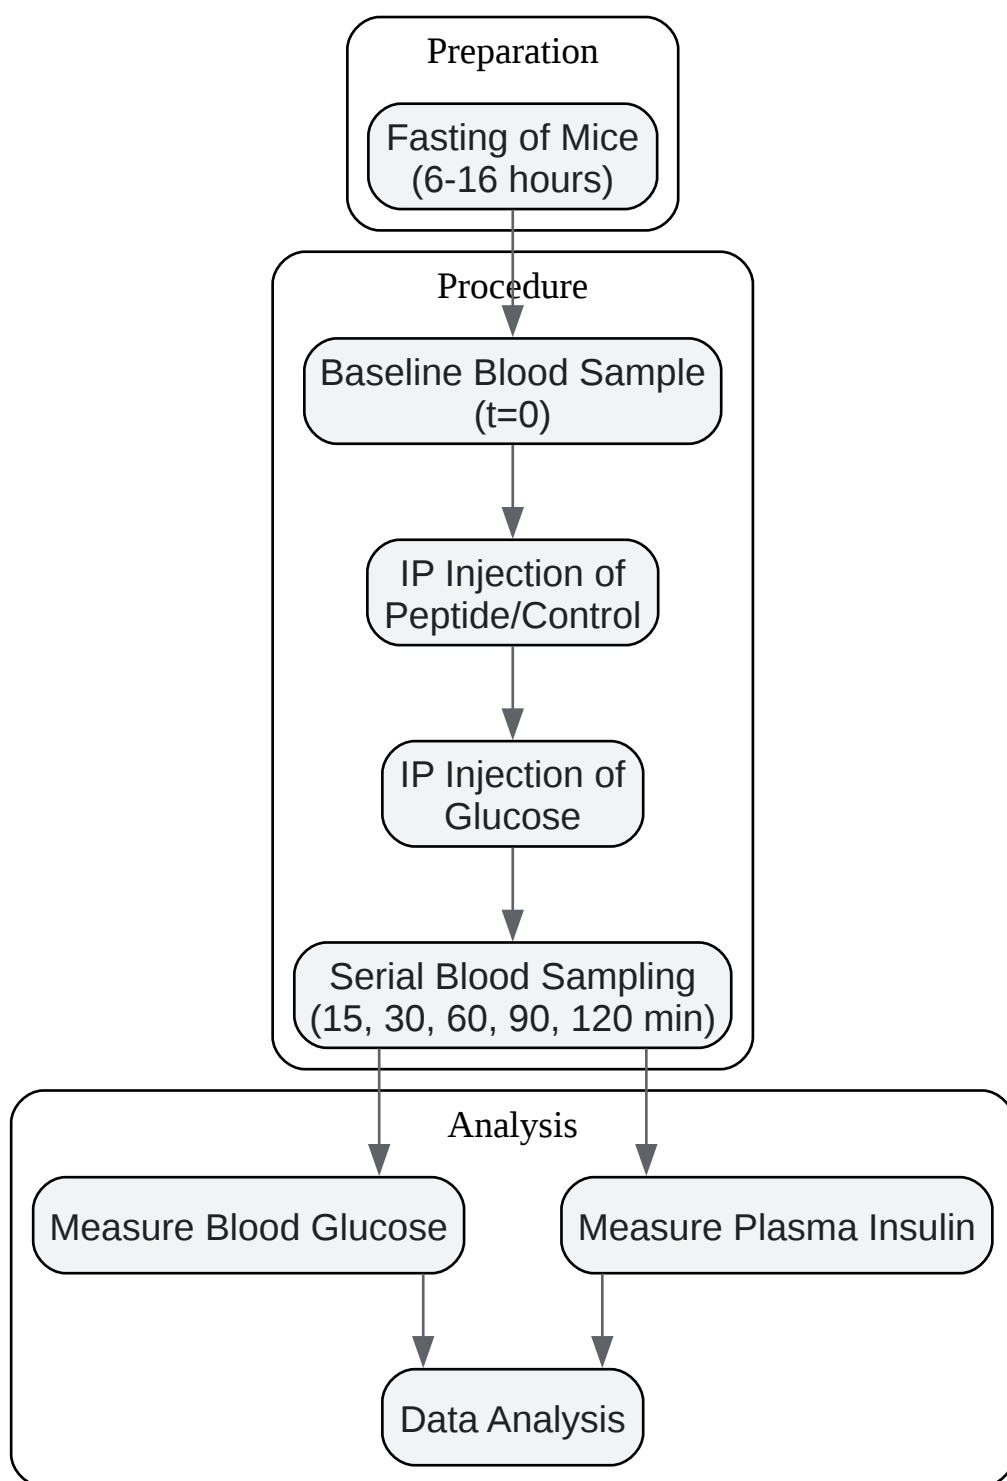 Preparation
Fasting of Mice
(6-16 hours)
Procedure
Baseline Blood Sample
(t=0)
IP Injection of
Peptide/Control
IP Injection of
Glucose
Serial Blood Sampling
(15, 30, 60, 90, 120 min)
Analysis
Measure Blood Glucose
Measure Plasma Insulin
Data Analysis